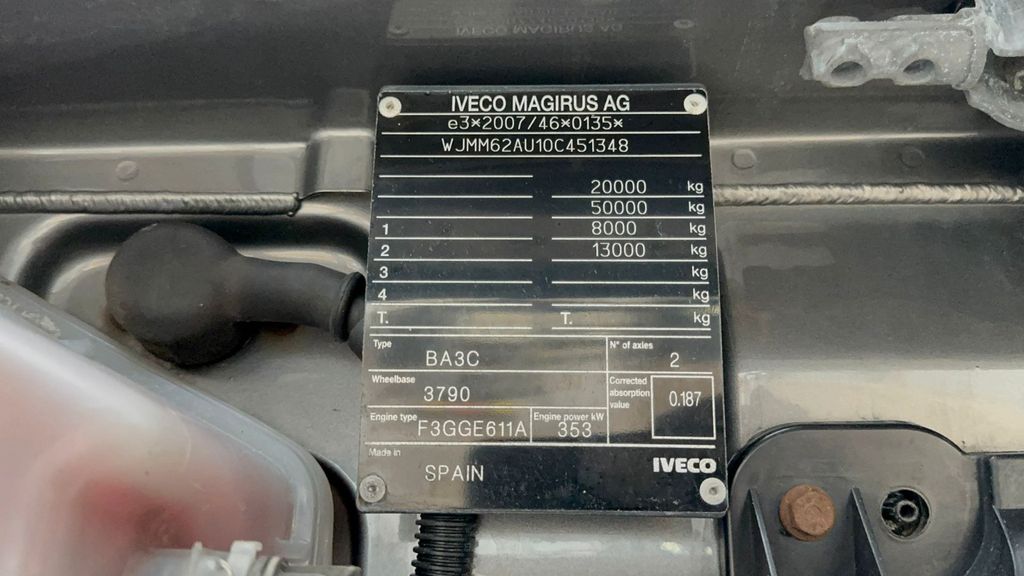 IVECO MAGIRUS AG
e3*2007/46*0135*
WJMM62AU10C451348
20000 kg
50000 kg
1 8000 kg
2 13000 kg
3 kg
4 kg
T. T. kg
Type BA3C N° of axles 2
Wheelbase 3790 Corrected absorption value 0.187
Engine type F3GGE611A Engine power kW 353
Made in SPAIN IVECO